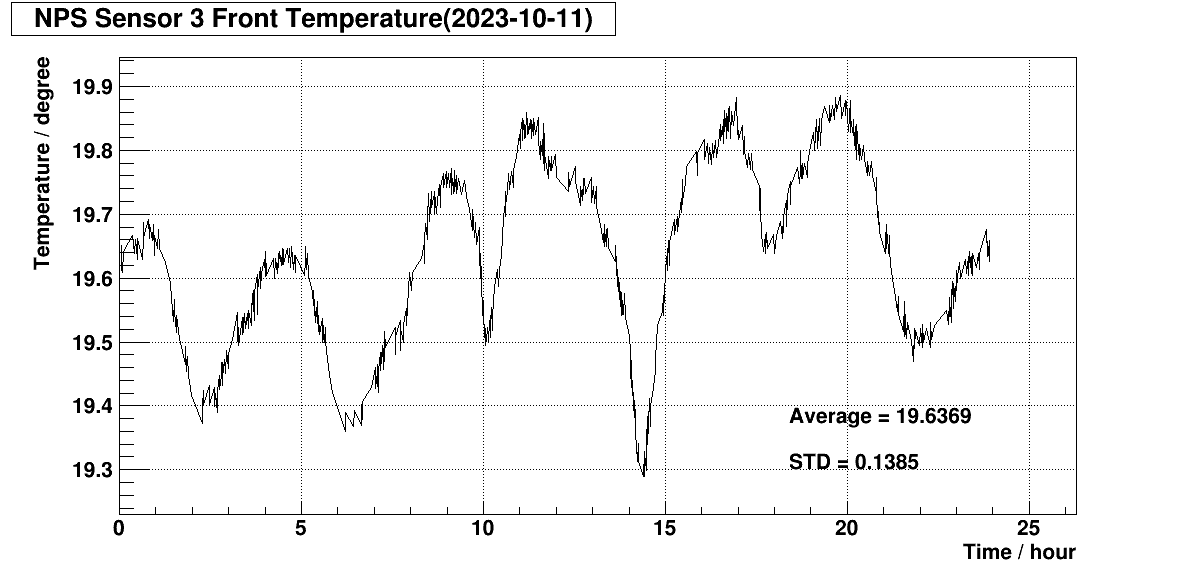 NPS Sensor 3 Front Temperature(2023-10-11)
Temperature / degree
19.9
19.8
19.7
19.6
19.5
19.4
19.3
Average = 19.6369
STD = 0.1385
0 5 10 15 20 25
Time / hour